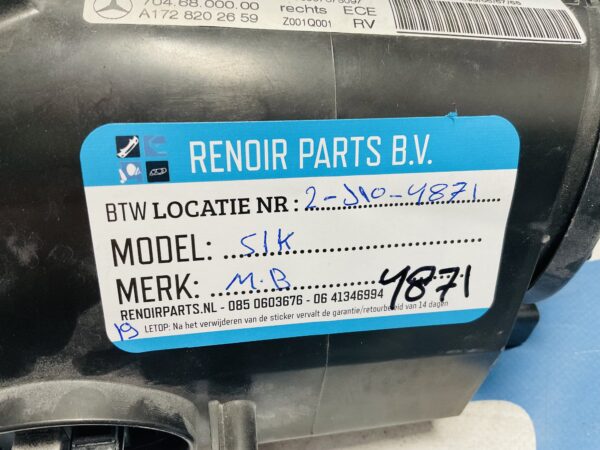 704.68.000.00
A172 820 26 59
rechts ECE
Z001Q001 RV
RENOIR PARTS B.V.
BTW LOCATIE NR : 2-J10-4871
MODEL: SLK
MERK: M.B
4871
RENOIRPARTS.NL - 085 0603676 - 06 41346994
19 LETOP: Na het verwijderen van de sticker vervalt de garantie/retourbeleid van 14 dagen